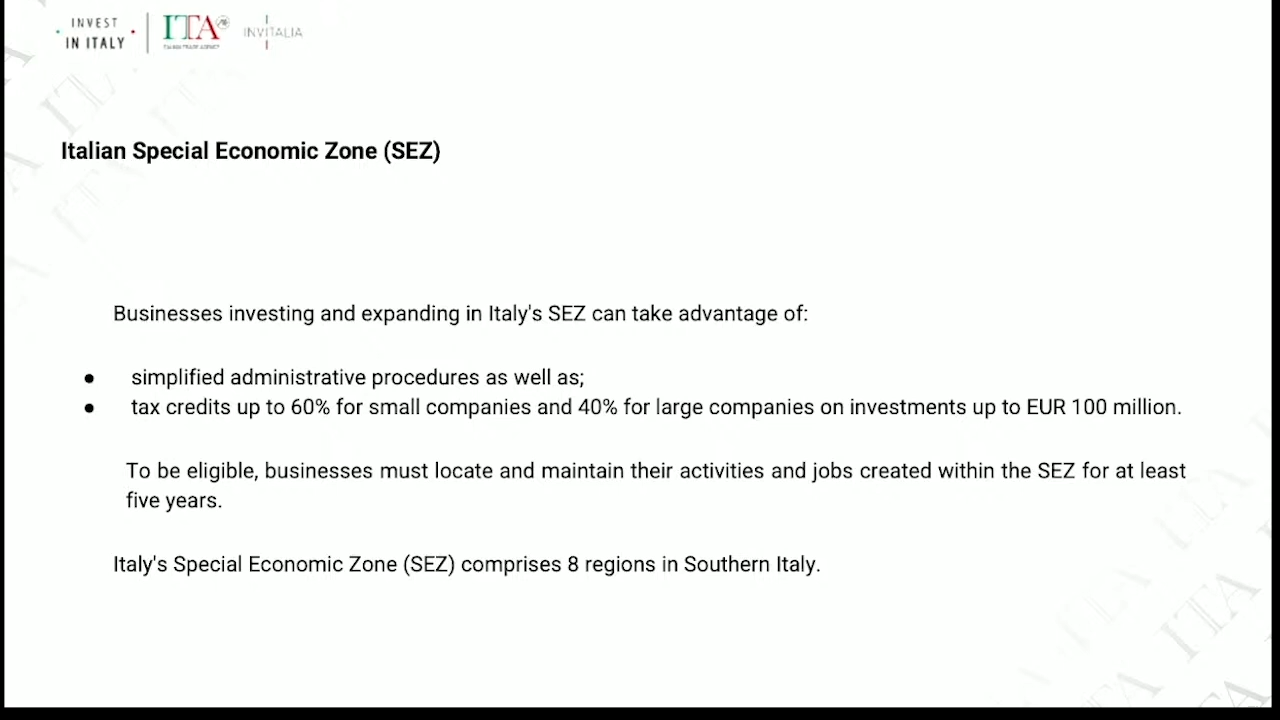 INVEST
IN ITALY
ITA
ITALIAN TRADE AGENCY
INVITALIA
Italian Special Economic Zone (SEZ)
Businesses investing and expanding in Italy's SEZ can take advantage of:
● simplified administrative procedures as well as;
● tax credits up to 60% for small companies and 40% for large companies on investments up to EUR 100 million.
To be eligible, businesses must locate and maintain their activities and jobs created within the SEZ for at least
five years.
Italy's Special Economic Zone (SEZ) comprises 8 regions in Southern Italy.